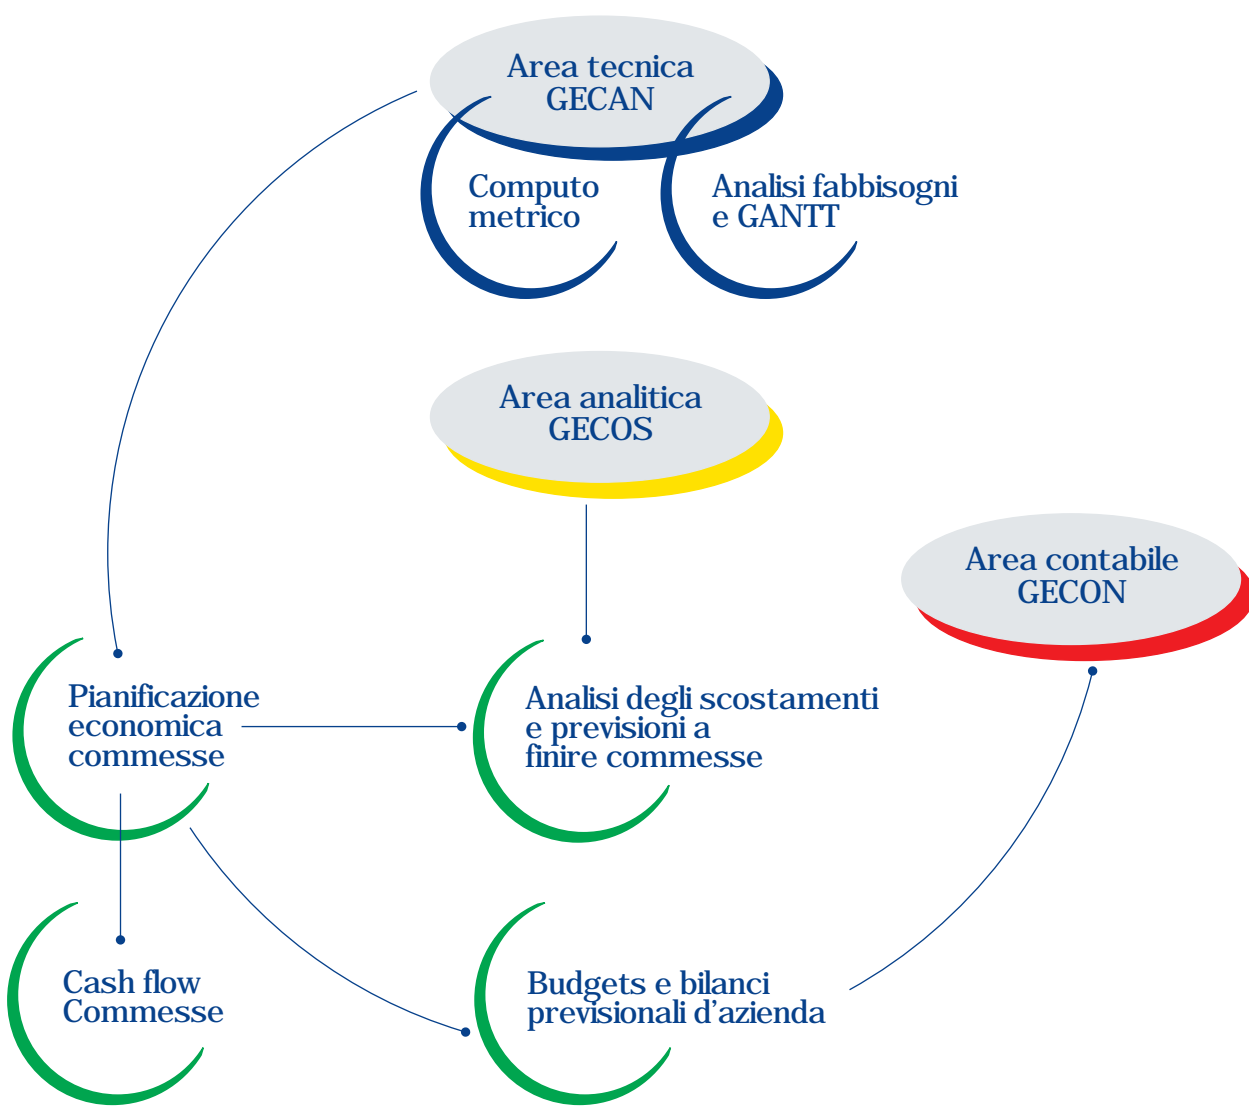 Area tecnica
GECAN
Computo
metrico
Analisi fabbisogni
e GANTT
Area analitica
GECOS
Area contabile
GECON
Pianificazione
economica
commesse
Analisi degli scostamenti
e previsioni a
finire commesse
Cash flow
Commesse
Budgets e bilanci
previsionali d'azienda